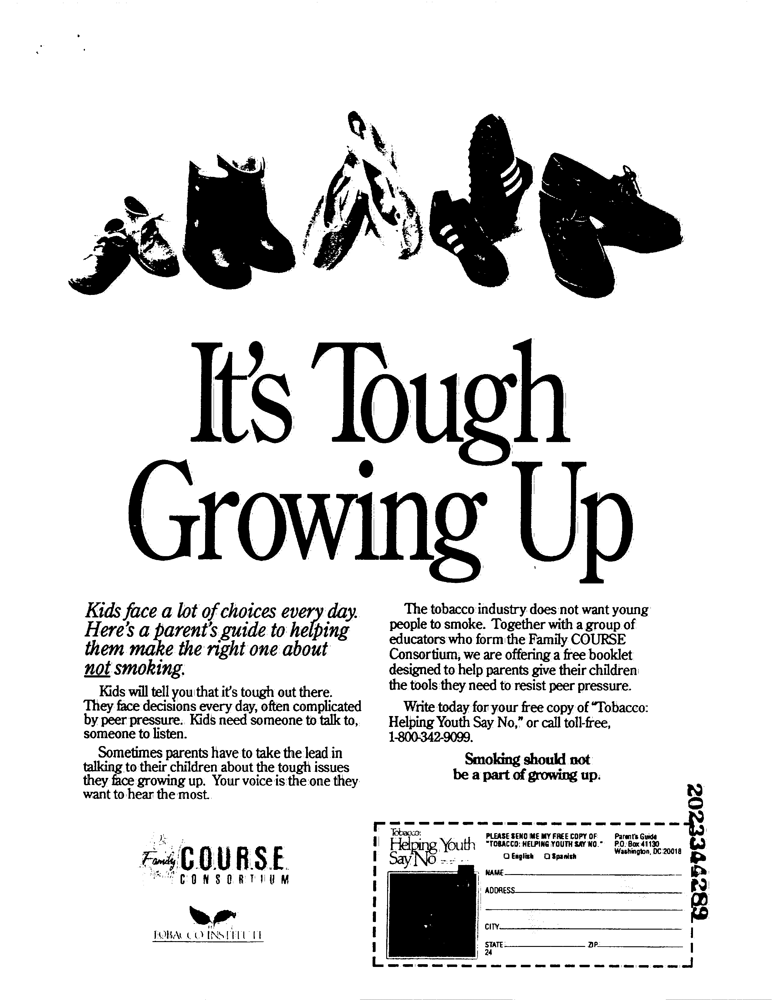 It's Tough
Growing Up
Kids face a lot of choices every day.
Here's a parent's guide to helping
them make the right one about
not smoking.
Kids will tell you that it's tough out there.
They face decisions every day, often complicated
by peer pressure. Kids need someone to talk to,
someone to listen.
Sometimes parents have to take the lead in
talking to their children about the tough issues
they face growing up. Your voice is the one they
want to hear the most.
The tobacco industry does not want young
people to smoke. Together with a group of
educators who form the Family COURSE
Consortium, we are offering a free booklet
designed to help parents give their children
the tools they need to resist peer pressure.
Write today for your free copy of "Tobacco:
Helping Youth Say No," or call toll-free,
1-800-342-9099.
Smoking should not
be a part of growing up.
Family C.O.U.R.S.E.
CONSORTIUM
TOBACCO INSTITUTE
Tobacco:
Helping Youth
Say No
PLEASE SEND ME MY FREE COPY OF
"TOBACCO: HELPING YOUTH SAY NO."
English Spanish
Parent's Guide
P.O. Box 41130
Washington, DC 20018
NAME
ADDRESS
CITY
STATE ZIP
24
2023344289